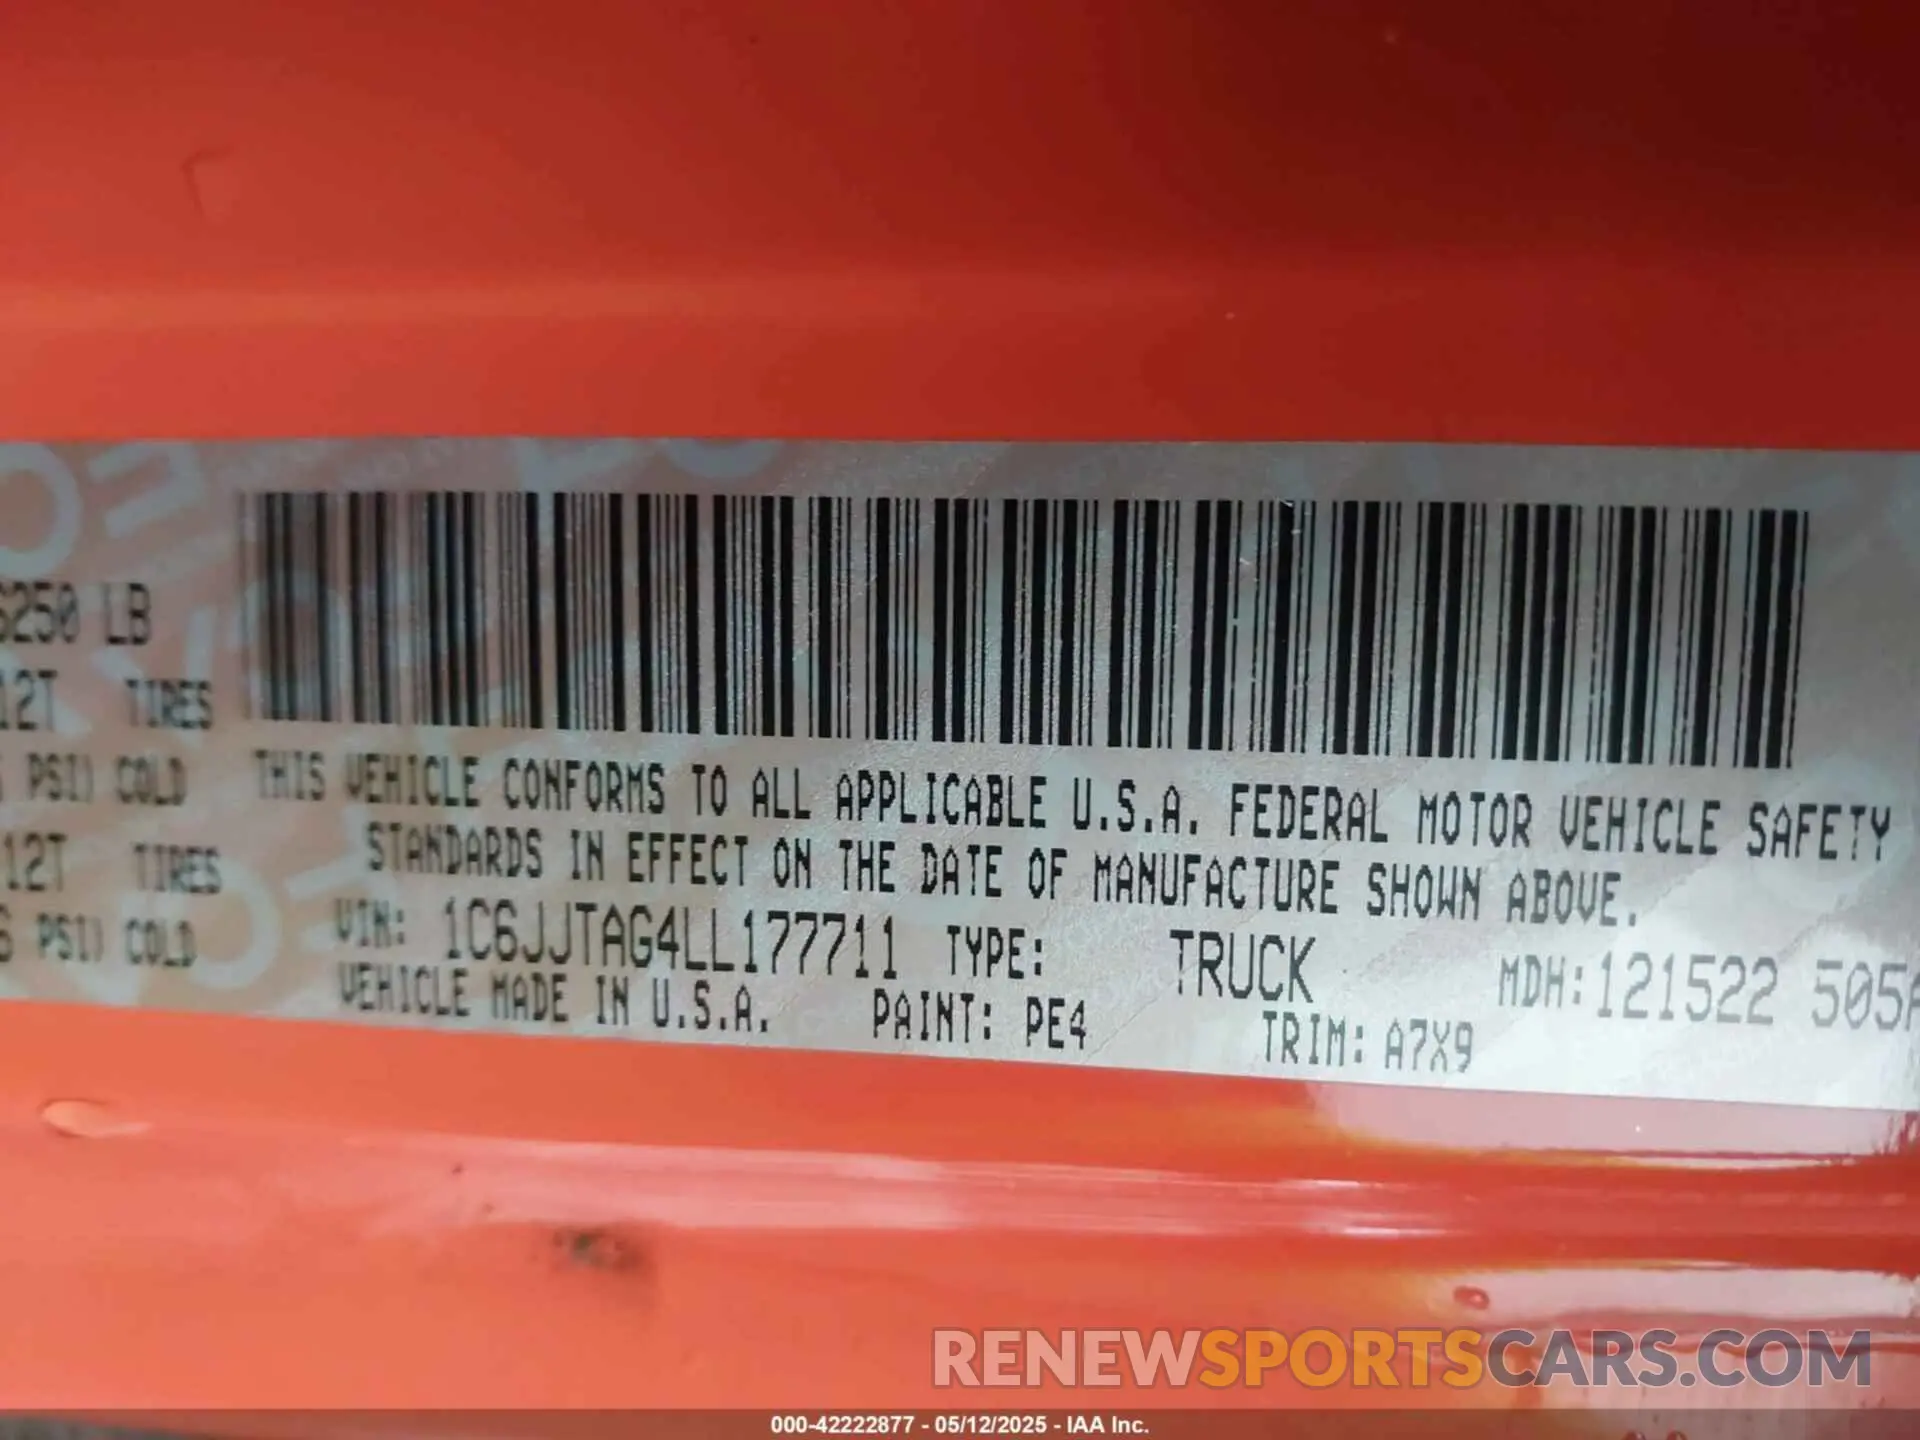 6250 LB
12T TIRES
PSI) COLD
12T TIRES
6 PSI) COLD
THIS VEHICLE CONFORMS TO ALL APPLICABLE U.S.A. FEDERAL MOTOR VEHICLE SAFETY
STANDARDS IN EFFECT ON THE DATE OF MANUFACTURE SHOWN ABOVE.
VIN: 1C6JJTAG4LL177711 TYPE: TRUCK MDH:121522 505A
VEHICLE MADE IN U.S.A. PAINT: PE4 TRIM: A7X9
RENEWSPORTSCARS.COM
000-42222877 - 05/12/2025 - IAA Inc.